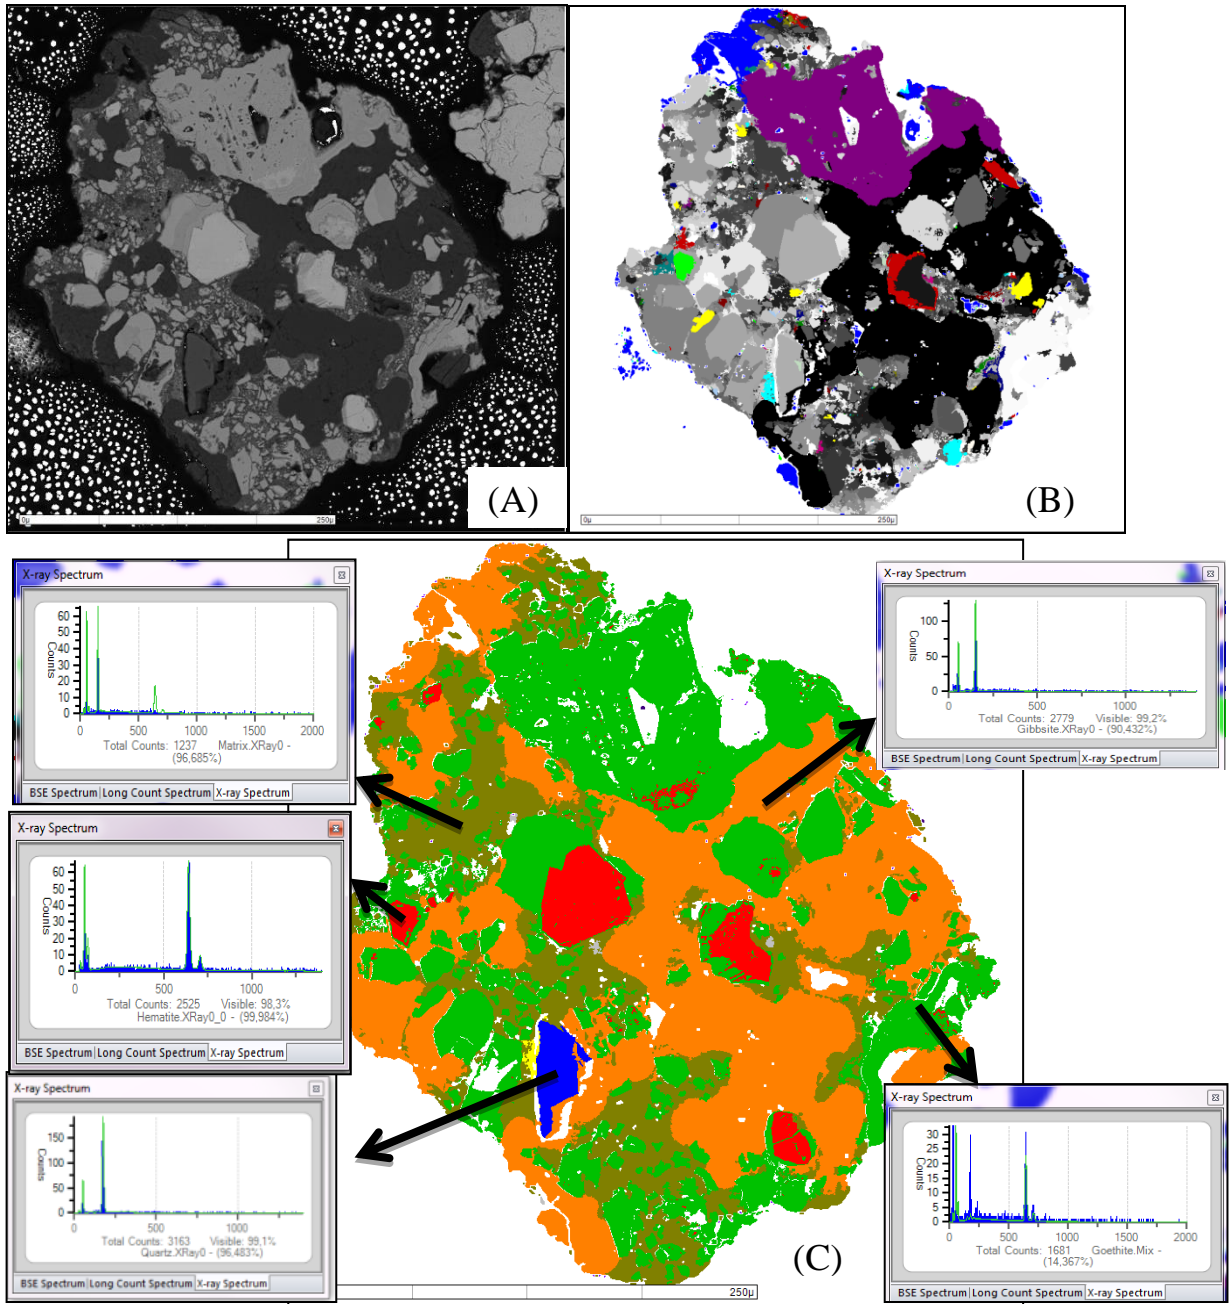 (A)
0μ 250μ
(B)
0μ 250μ
X-ray Spectrum
Counts
60
50
40
30
20
10
0
0 500 1000 1500 2000
Total Counts: 1237 Matrix.XRay0 -
(96,685%)
BSE Spectrum|Long Count Spectrum|X-ray Spectrum
X-ray Spectrum
Counts
100
50
0
0 500 1000
Total Counts: 2779 Visible: 99,2%
Gibbsite.XRay0 - (90,432%)
BSE Spectrum|Long Count Spectrum|X-ray Spectrum
X-ray Spectrum
Counts
60
50
40
30
20
10
0
0 500 1000
Total Counts: 2525 Visible: 98,3%
Hematite.XRay0_0 - (99,984%)
BSE Spectrum|Long Count Spectrum|X-ray Spectrum
X-ray Spectrum
Counts
150
100
50
0
0 500 1000
Total Counts: 3163 Visible: 99,1%
Quartz.XRay0 - (96,483%)
BSE Spectrum|Long Count Spectrum|X-ray Spectrum
X-ray Spectrum
Counts
30
25
20
15
10
5
0
0 500 1000 1500 2000
Total Counts: 1681 Goethite.Mix -
(14,367%)
BSE Spectrum|Long Count Spectrum|X-ray Spectrum
(C)
250μ